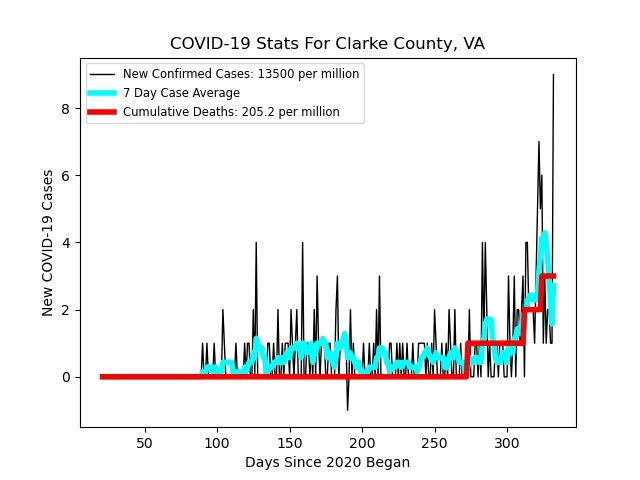 COVID-19 Stats For Clarke County, VA
New Confirmed Cases: 13500 per million
7 Day Case Average
Cumulative Deaths: 205.2 per million
New COVID-19 Cases
8
6
4
2
0
50 100 150 200 250 300
Days Since 2020 Began